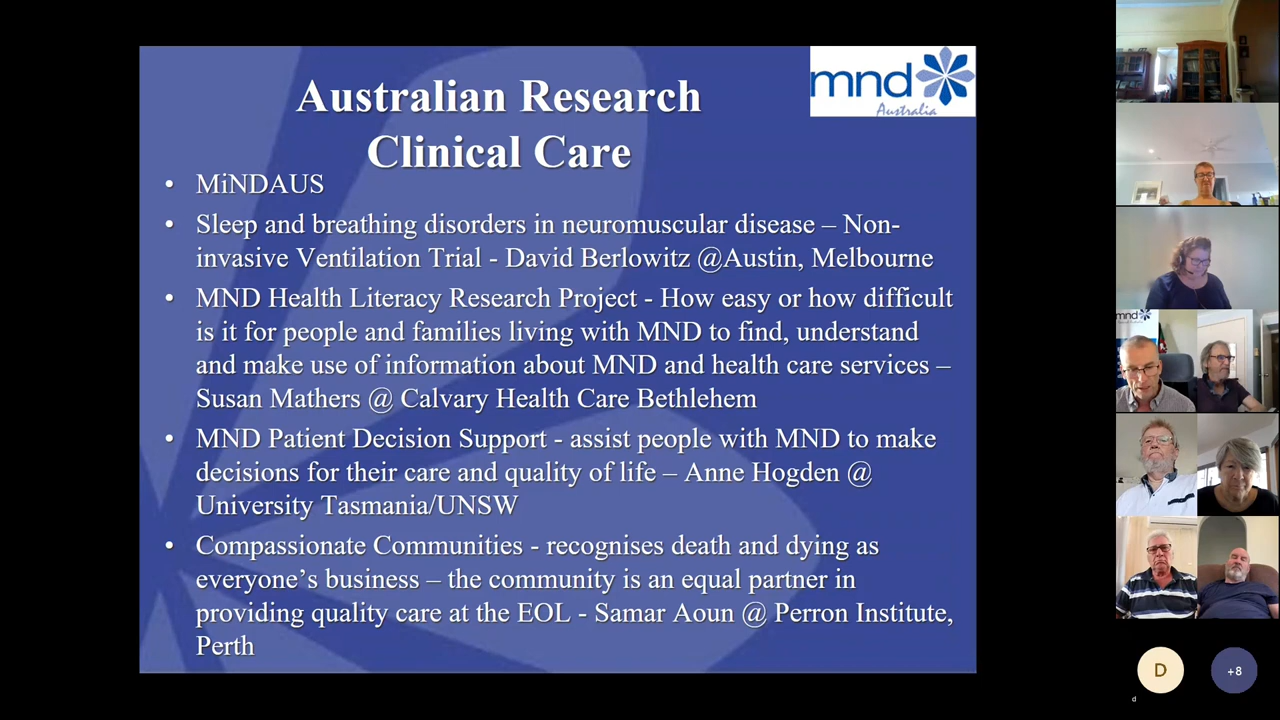 Australian Research
Clinical Care
mnd
Australia
• MiNDAUS
• Sleep and breathing disorders in neuromuscular disease – Non-
invasive Ventilation Trial - David Berlowitz @Austin, Melbourne
• MND Health Literacy Research Project - How easy or how difficult
is it for people and families living with MND to find, understand
and make use of information about MND and health care services –
Susan Mathers @ Calvary Health Care Bethlehem
• MND Patient Decision Support - assist people with MND to make
decisions for their care and quality of life – Anne Hogden @
University Tasmania/UNSW
• Compassionate Communities - recognises death and dying as
everyone’s business – the community is an equal partner in
providing quality care at the EOL - Samar Aoun @ Perron Institute,
Perth
mnd
D
+8
d